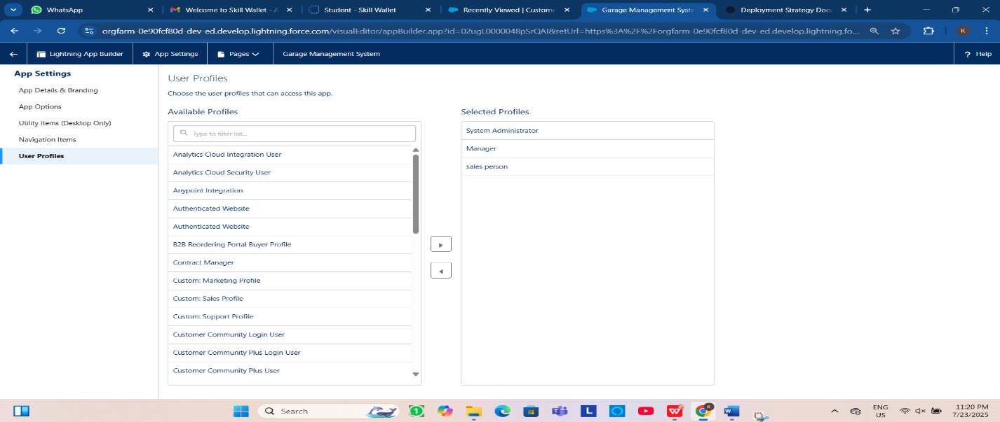 WhatsApp
Welcome to Skill Wallet - A
Student - Skill Wallet
Recently Viewed | Custome
Garage Management Syste
Deployment Strategy Docu
orgfarm-0e90fcf80d-dev-ed.develop.lightning.force.com/visualEditor/appBuilder.app?id=02ugL0000048pSrQAI&retUrl=https%3A%2F%2Forgfarm-0e90fcf80d-dev-ed.develop.lightning.fo...
K
Lightning App Builder
App Settings
Pages
Garage Management System
? Help
App Settings
App Details & Branding
App Options
Utility Items (Desktop Only)
Navigation Items
User Profiles
User Profiles
Choose the user profiles that can access this app.
Available Profiles
Type to filter list...
Analytics Cloud Integration User
Analytics Cloud Security User
Anypoint Integration
Authenticated Website
Authenticated Website
B2B Reordering Portal Buyer Profile
Contract Manager
Custom: Marketing Profile
Custom: Sales Profile
Custom: Support Profile
Customer Community Login User
Customer Community Plus Login User
Customer Community Plus User
Selected Profiles
System Administrator
Manager
sales person
Search
1
L
K
ENG
US
11:20 PM
7/23/2025